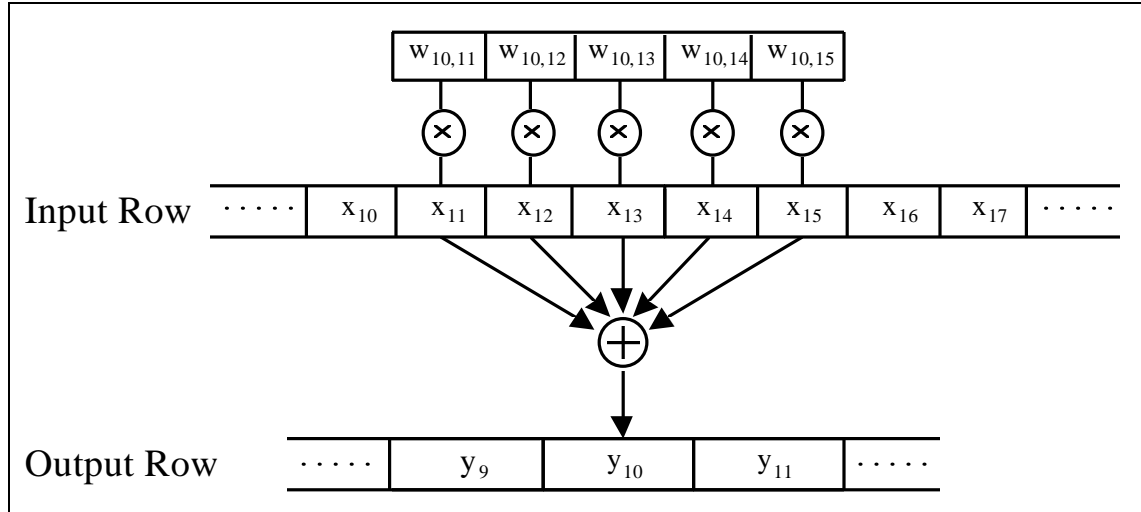 w10,11 w10,12 w10,13 w10,14 w10,15
× × × × ×
Input Row ..... x10 x11 x12 x13 x14 x15 x16 x17 .....
+
Output Row ..... y9 y10 y11 .....